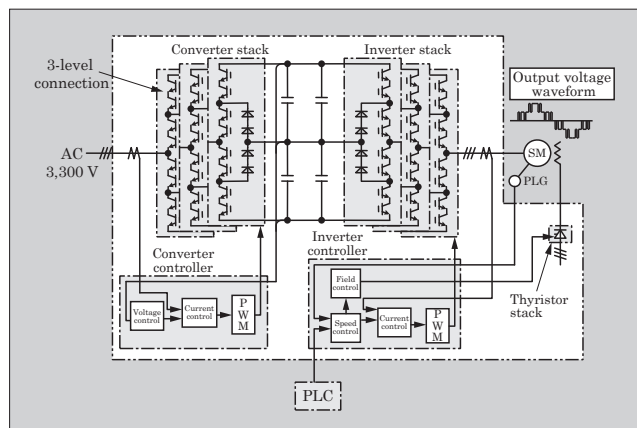 Converter stack
Inverter stack
3-level
connection
Output voltage
waveform
AC
3,300 V
SM
PLG
Converter
controller
Inverter
controller
Voltage
control
Current
control
P
W
M
Field
control
Speed
control
Current
control
P
W
M
Thyristor
stack
PLC